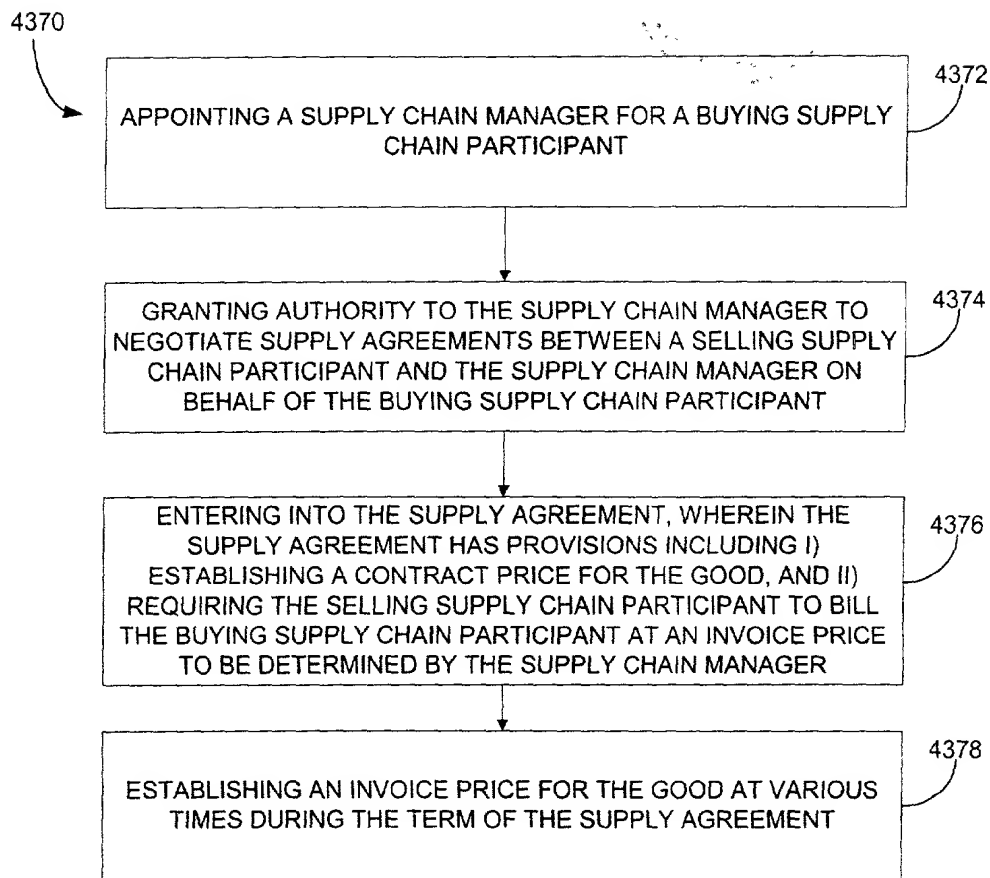 4370
4372
APPOINTING A SUPPLY CHAIN MANAGER FOR A BUYING SUPPLY
CHAIN PARTICIPANT
4374
GRANTING AUTHORITY TO THE SUPPLY CHAIN MANAGER TO
NEGOTIATE SUPPLY AGREEMENTS BETWEEN A SELLING SUPPLY
CHAIN PARTICIPANT AND THE SUPPLY CHAIN MANAGER ON
BEHALF OF THE BUYING SUPPLY CHAIN PARTICIPANT
4376
ENTERING INTO THE SUPPLY AGREEMENT, WHEREIN THE
SUPPLY AGREEMENT HAS PROVISIONS INCLUDING I)
ESTABLISHING A CONTRACT PRICE FOR THE GOOD, AND II)
REQUIRING THE SELLING SUPPLY CHAIN PARTICIPANT TO BILL
THE BUYING SUPPLY CHAIN PARTICIPANT AT AN INVOICE PRICE
TO BE DETERMINED BY THE SUPPLY CHAIN MANAGER
4378
ESTABLISHING AN INVOICE PRICE FOR THE GOOD AT VARIOUS
TIMES DURING THE TERM OF THE SUPPLY AGREEMENT